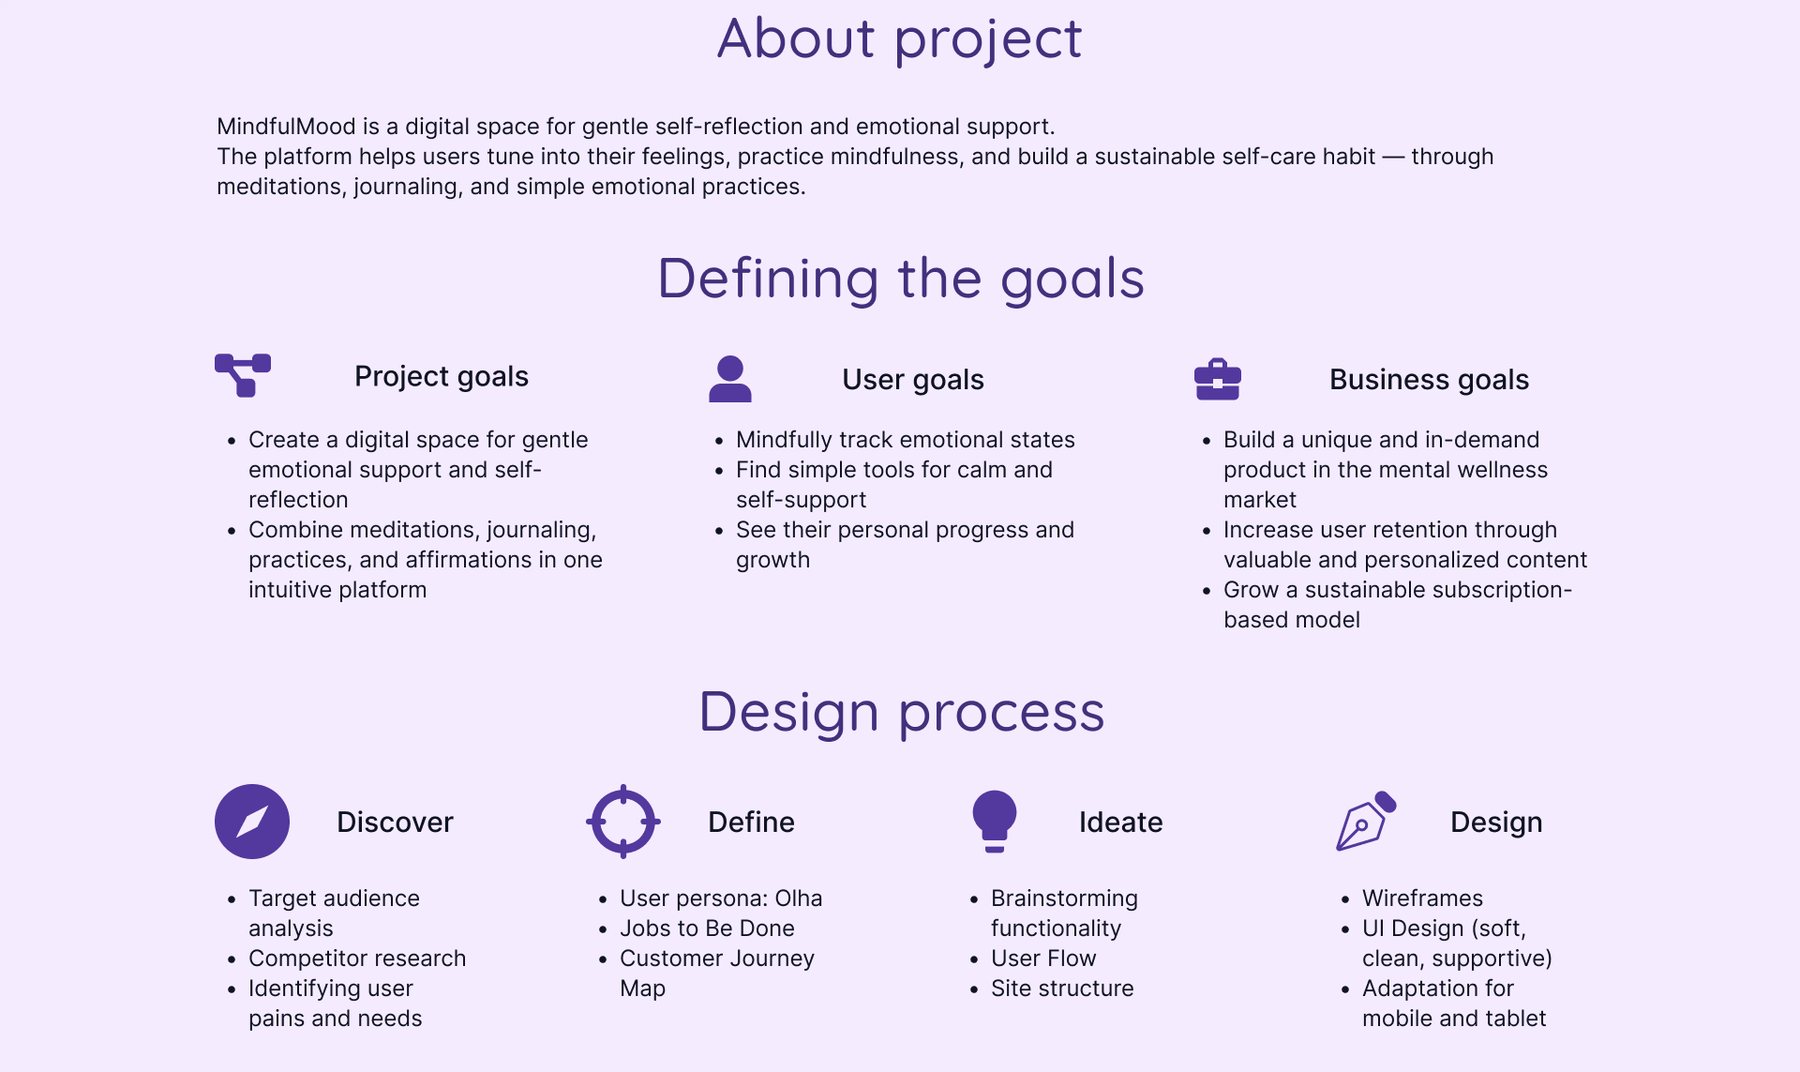 About project
MindfulMood is a digital space for gentle self-reflection and emotional support.
The platform helps users tune into their feelings, practice mindfulness, and build a sustainable self-care habit — through
meditations, journaling, and simple emotional practices.
Defining the goals
Project goals
• Create a digital space for gentle
emotional support and self-
reflection
• Combine meditations, journaling,
practices, and affirmations in one
intuitive platform
User goals
• Mindfully track emotional states
• Find simple tools for calm and
self-support
• See their personal progress and
growth
Business goals
• Build a unique and in-demand
product in the mental wellness
market
• Increase user retention through
valuable and personalized content
• Grow a sustainable subscription-
based model
Design process
Discover
• Target audience
analysis
• Competitor research
• Identifying user
pains and needs
Define
• User persona: Olha
• Jobs to Be Done
• Customer Journey
Map
Ideate
• Brainstorming
functionality
• User Flow
• Site structure
Design
• Wireframes
• UI Design (soft,
clean, supportive)
• Adaptation for
mobile and tablet